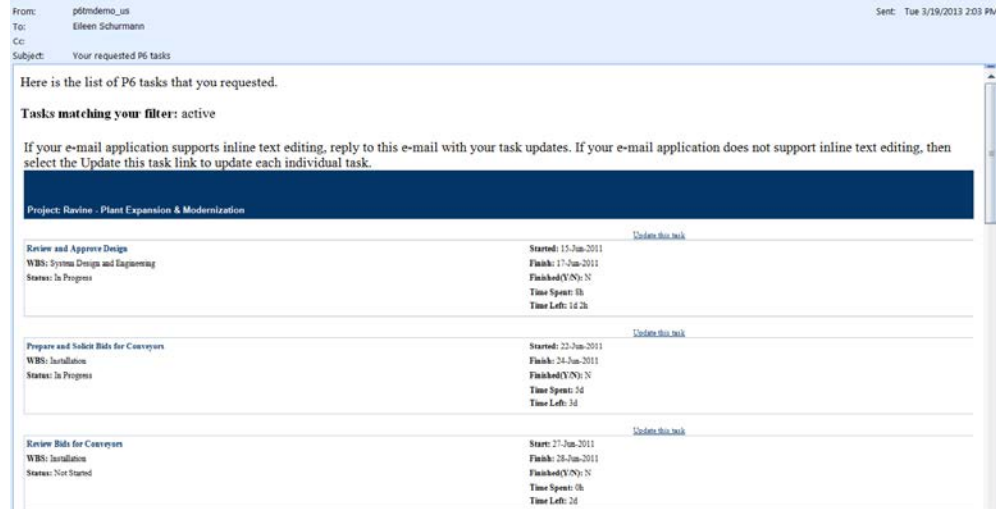 From: p6tmdemo_us Sent: Tue 3/19/2013 2:03 PM
To: Eileen Schurmann
Cc:
Subject: Your requested P6 tasks
Here is the list of P6 tasks that you requested.
Tasks matching your filter: active
If your e-mail application supports inline text editing, reply to this e-mail with your task updates. If your e-mail application does not support inline text editing, then
select the Update this task link to update each individual task.
Project: Ravine - Plant Expansion & Modernization
Update this task
Review and Approve Design Started: 15-Jun-2011
WBS: System Design and Engineering Finish: 17-Jun-2011
Status: In Progress Finished(Y/N): N
Time Spent: 8h
Time Left: 1d 2h
Update this task
Prepare and Solicit Bids for Conveyors Started: 22-Jun-2011
WBS: Installation Finish: 24-Jun-2011
Status: In Progress Finished(Y/N): N
Time Spent: 5d
Time Left: 3d
Update this task
Review Bids for Conveyors Start: 27-Jun-2011
WBS: Installation Finish: 28-Jun-2011
Status: Not Started Finished(Y/N): N
Time Spent: 0h
Time Left: 2d